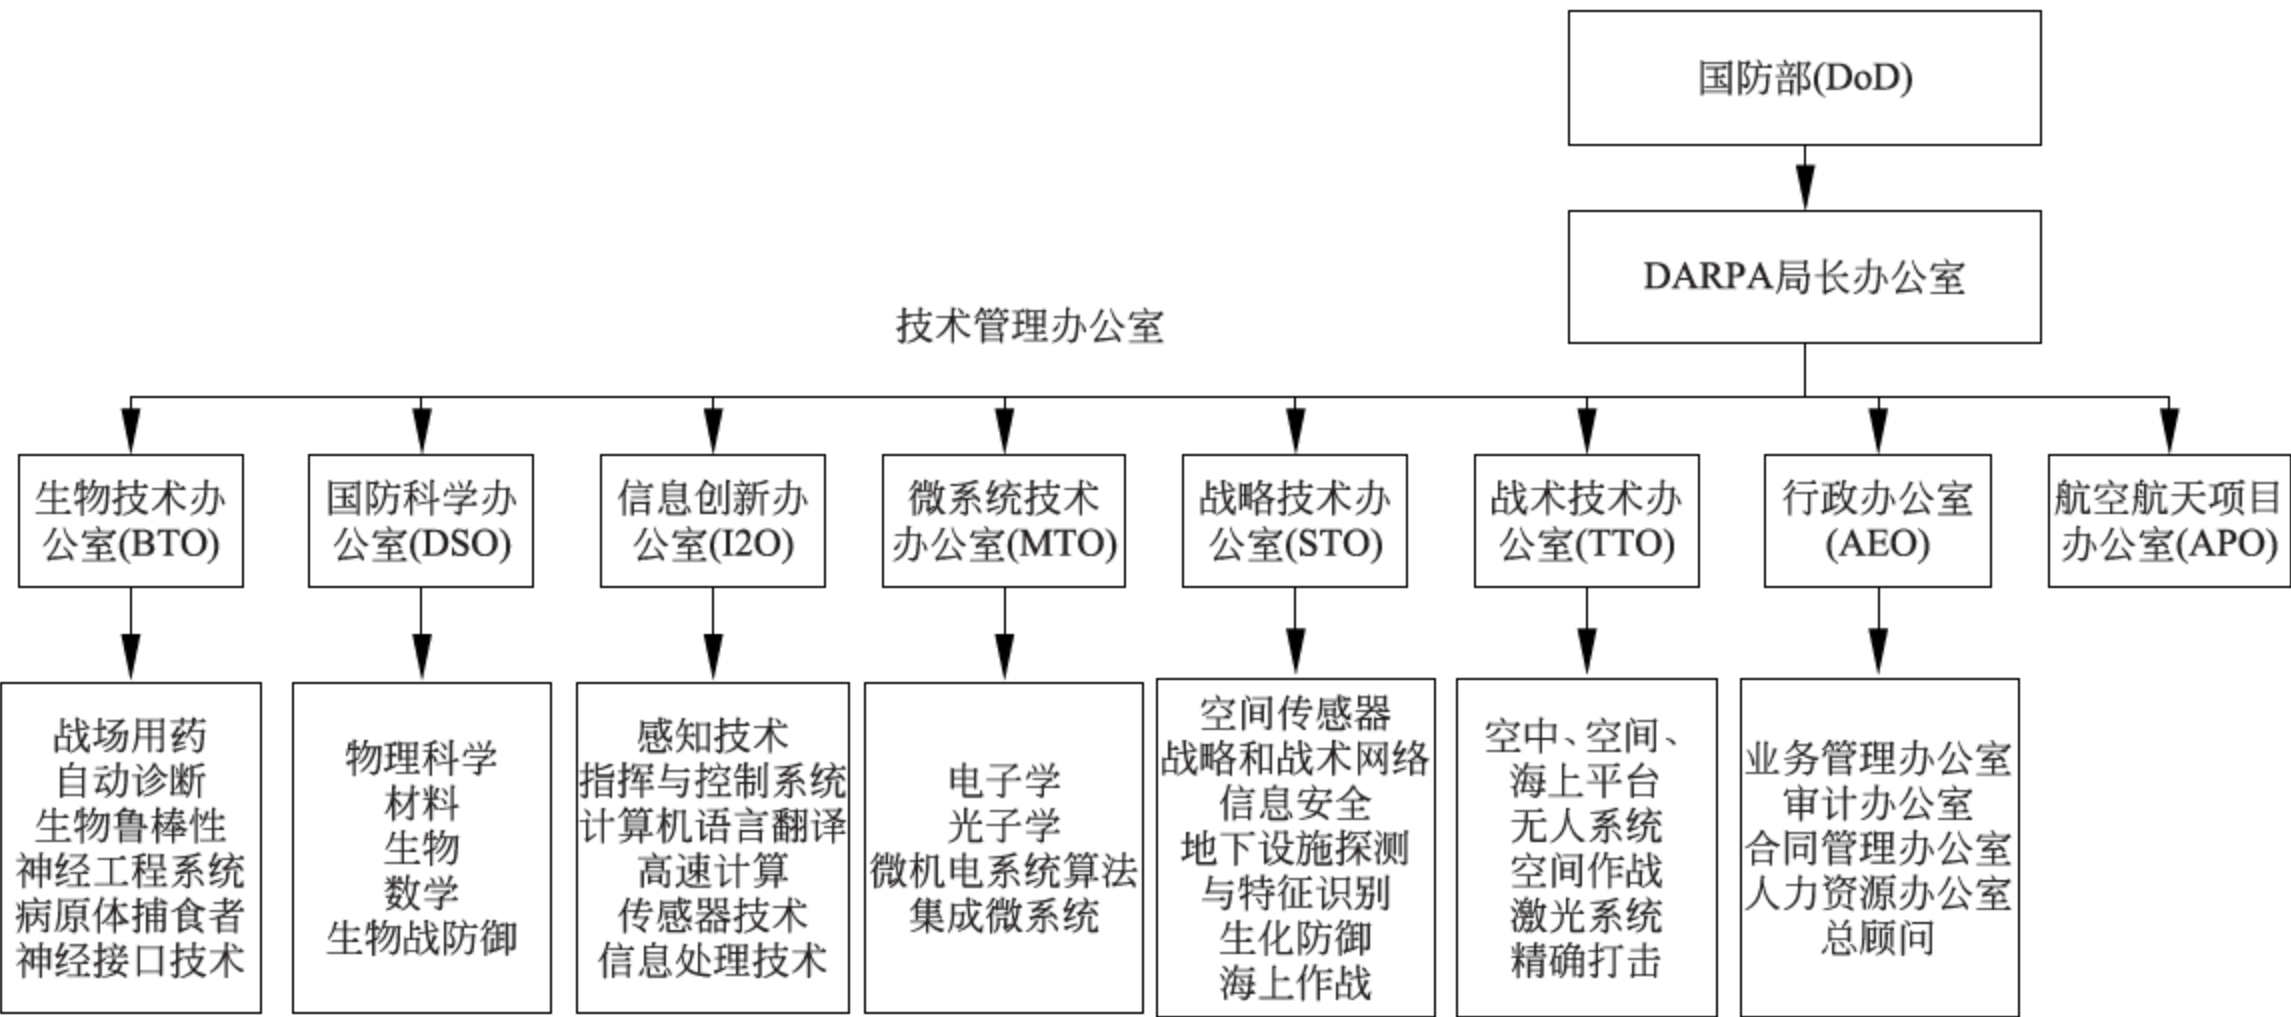 国防部(DoD)
DARPA局长办公室
技术管理办公室
生物技术办
公室(BTO)
国防科学办
公室(DSO)
信息创新办
公室(I2O)
微系统技术
办公室(MTO)
战略技术办
公室(STO)
战术技术办
公室(TTO)
行政办公室
(AEO)
航空航天项目
办公室(APO)
战场用药
自动诊断
生物鲁棒性
神经工程系统
病原体捕食者
神经接口技术
物理科学
材料
生物
数学
生物战防御
感知技术
指挥与控制系统
计算机语言翻译
高速计算
传感器技术
信息处理技术
电子学
光子学
微机电系统算法
集成微系统
空间传感器
战略和战术网络
信息安全
地下设施探测
与特征识别
生化防御
海上作战
空中、空间、
海上平台
无人系统
空间作战
激光系统
精确打击
业务管理办公室
审计办公室
合同管理办公室
人力资源办公室
总顾问